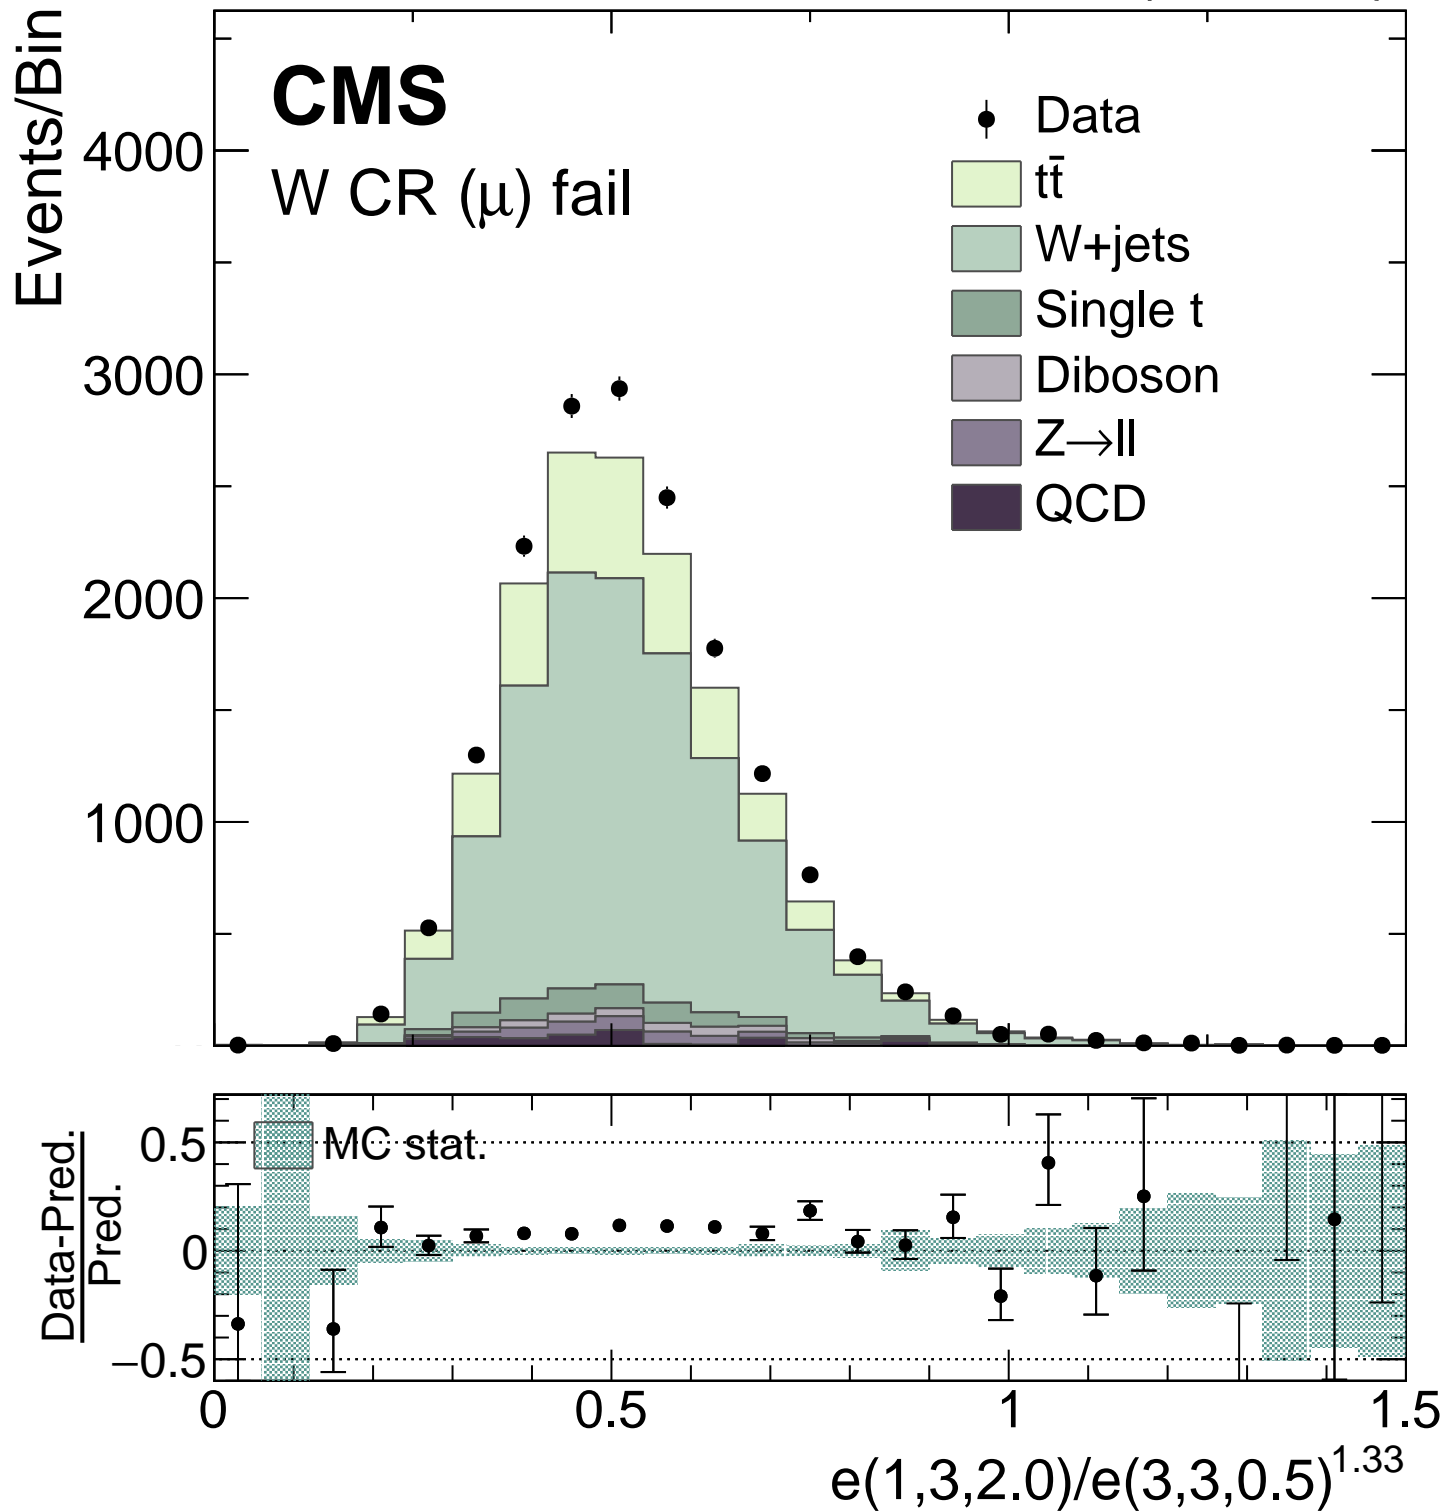 Events/Bin
4000
3000
2000
1000
CMS
W CR (μ) fail
Data
tt̄
W+jets
Single t
Diboson
Z→ll
QCD
Data-Pred.
Pred.
0.5
0
−0.5
MC stat.
0
0.5
1
1.5
e(1,3,2.0)/e(3,3,0.5)^1.33